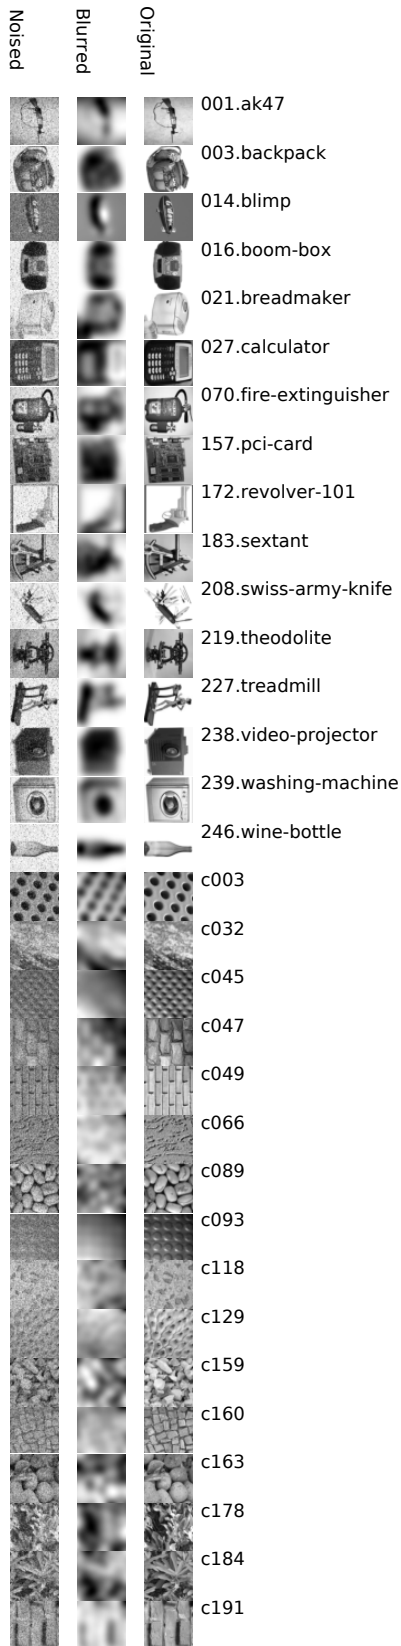 Noised
Blurred
Original
001.ak47
003.backpack
014.blimp
016.boom-box
021.breadmaker
027.calculator
070.fire-extinguisher
157.pci-card
172.revolver-101
183.sextant
208.swiss-army-knife
219.theodolite
227.treadmill
238.video-projector
239.washing-machine
246.wine-bottle
c003
c032
c045
c047
c049
c066
c089
c093
c118
c129
c159
c160
c163
c178
c184
c191